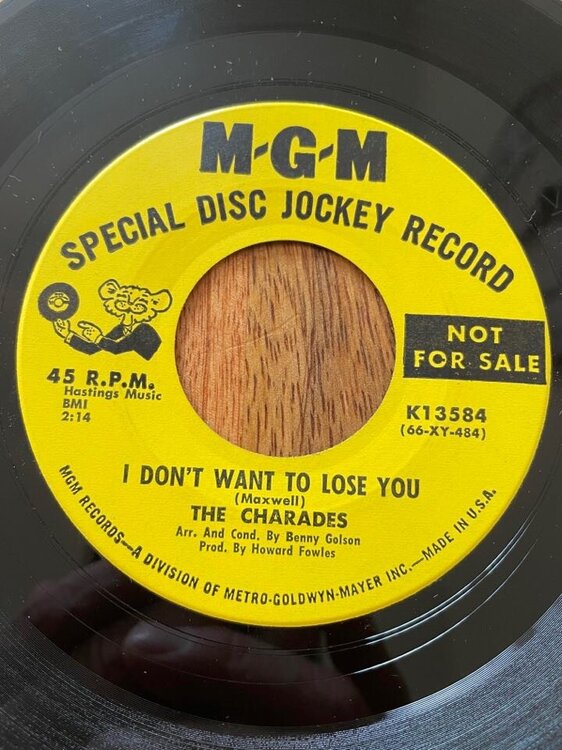 M-G-M
SPECIAL DISC JOCKEY RECORD
NOT
FOR SALE
45 R.P.M.
Hastings Music
BMI
2:14
K13584
(66-XY-484)
I DON'T WANT TO LOSE YOU
(Maxwell)
THE CHARADES
Arr. And Cond. By Benny Golson
Prod. By Howard Fowles
MGM RECORDS—A DIVISION OF METRO-GOLDWYN-MAYER INC.—MADE IN U.S.A.